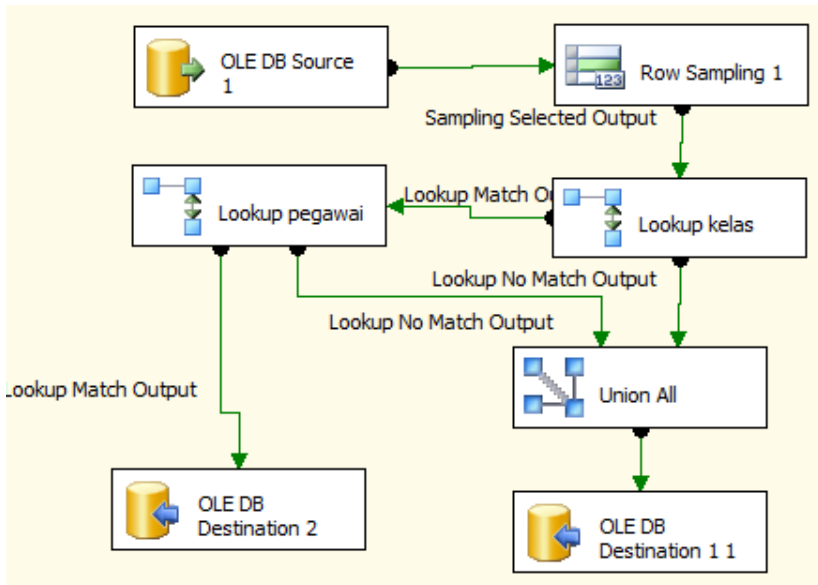 OLE DB Source
1
Row Sampling 1
123
Sampling Selected Output
Lookup pegawai
Lookup Match Ou
Lookup kelas
Lookup No Match Output
Lookup No Match Output
Union All
Lookup Match Output
OLE DB
Destination 2
OLE DB
Destination 1 1